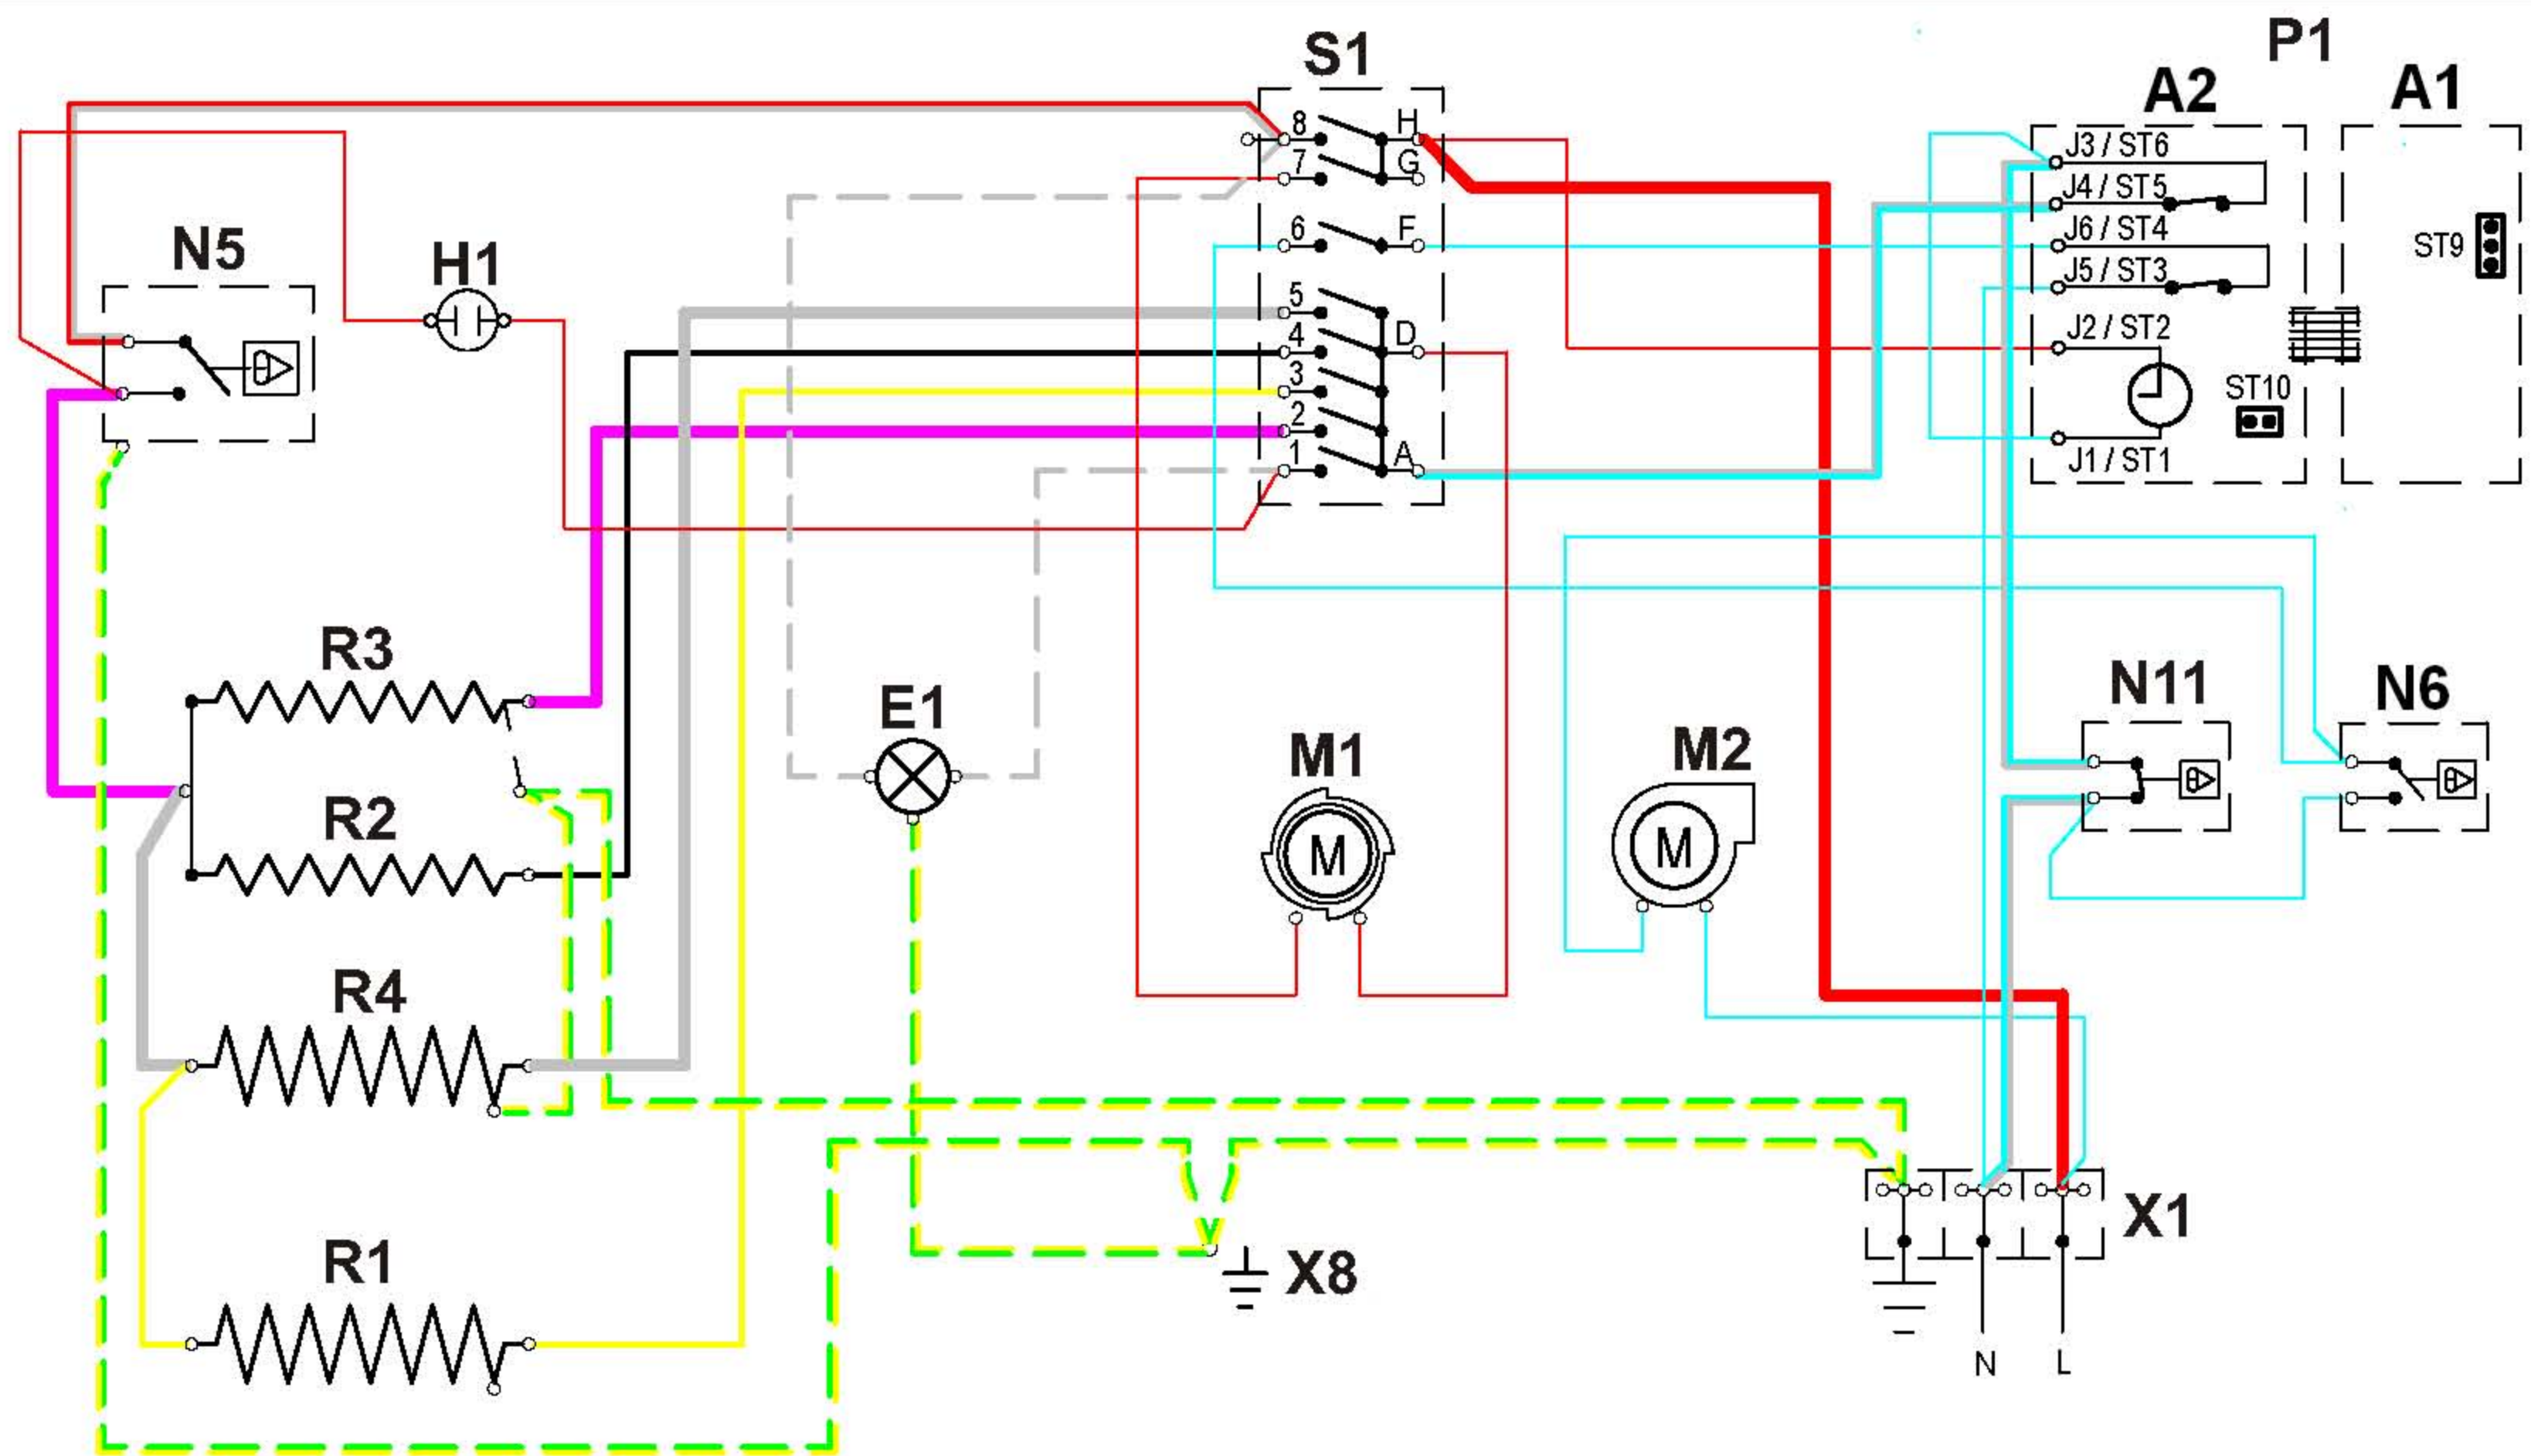 P1
S1
A2
A1
8
H
J3 / ST6
7
G
J4 / ST5
6
F
J6 / ST4
ST9
N5
H1
J5 / ST3
5
4
D
J2 / ST2
3
ST10
2
1
A
J1 / ST1
R3
N11
N6
E1
M1
M2
R2
M
M
R4
X1
R1
X8
N
L